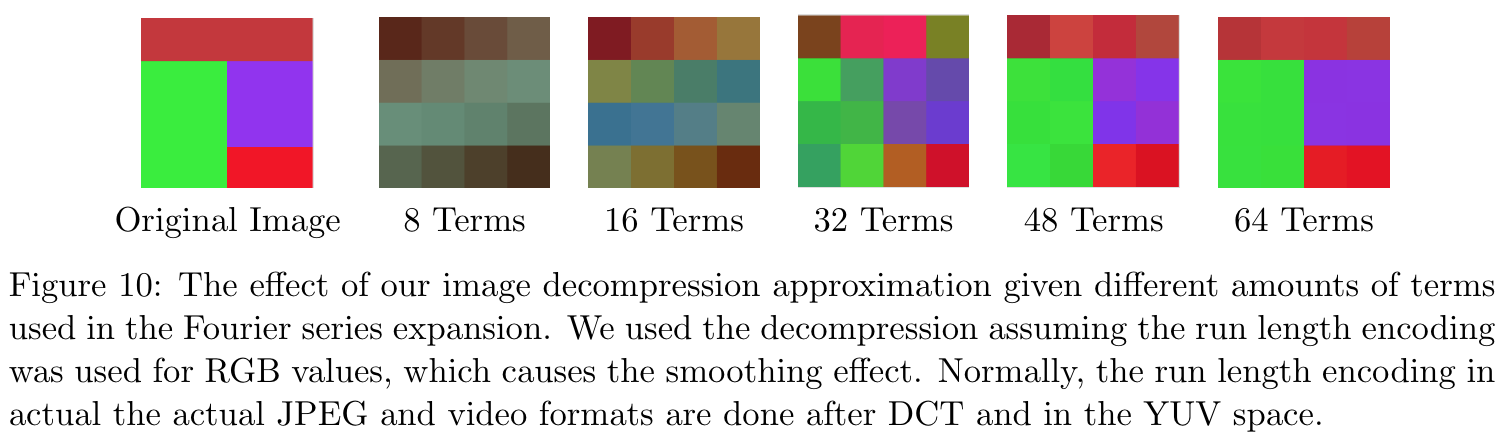 Original Image 8 Terms 16 Terms 32 Terms 48 Terms 64 Terms
Figure 10: The effect of our image decompression approximation given different amounts of terms
used in the Fourier series expansion. We used the decompression assuming the run length encoding
was used for RGB values, which causes the smoothing effect. Normally, the run length encoding in
actual the actual JPEG and video formats are done after DCT and in the YUV space.